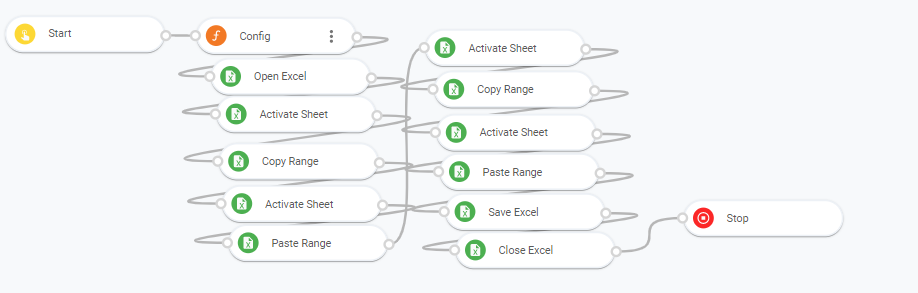 Start
Config
Open Excel
Activate Sheet
Copy Range
Activate Sheet
Paste Range
Activate Sheet
Copy Range
Activate Sheet
Paste Range
Save Excel
Close Excel
Stop